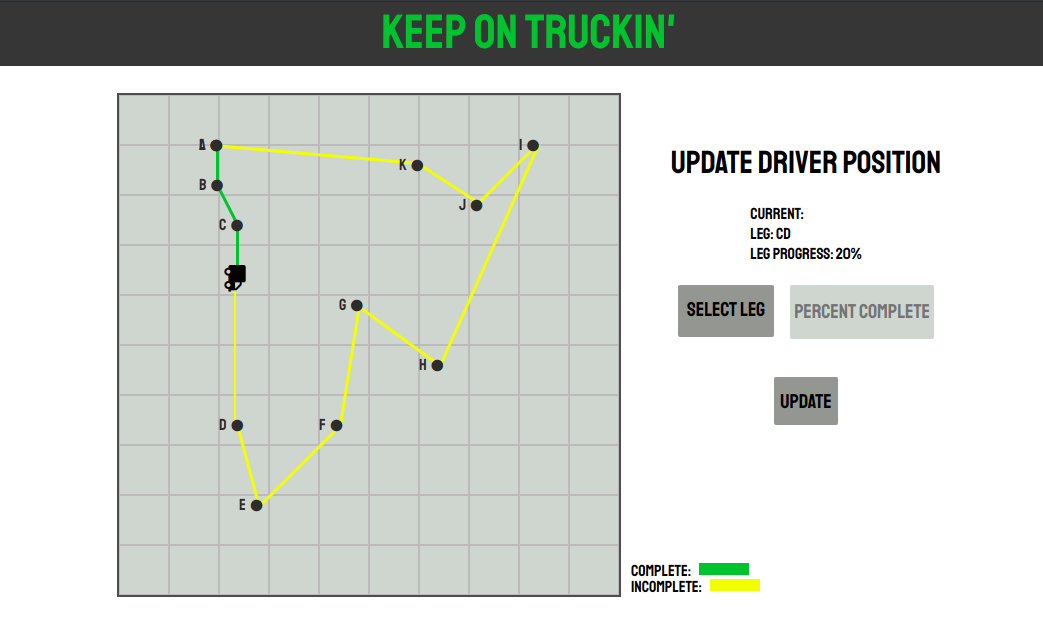 KEEP ON TRUCKIN'
A
I
K
B
J
C
G
H
D
F
E
UPDATE DRIVER POSITION
CURRENT:
LEG: CD
LEG PROGRESS: 20%
SELECT LEG
PERCENT COMPLETE
UPDATE
COMPLETE:
INCOMPLETE: